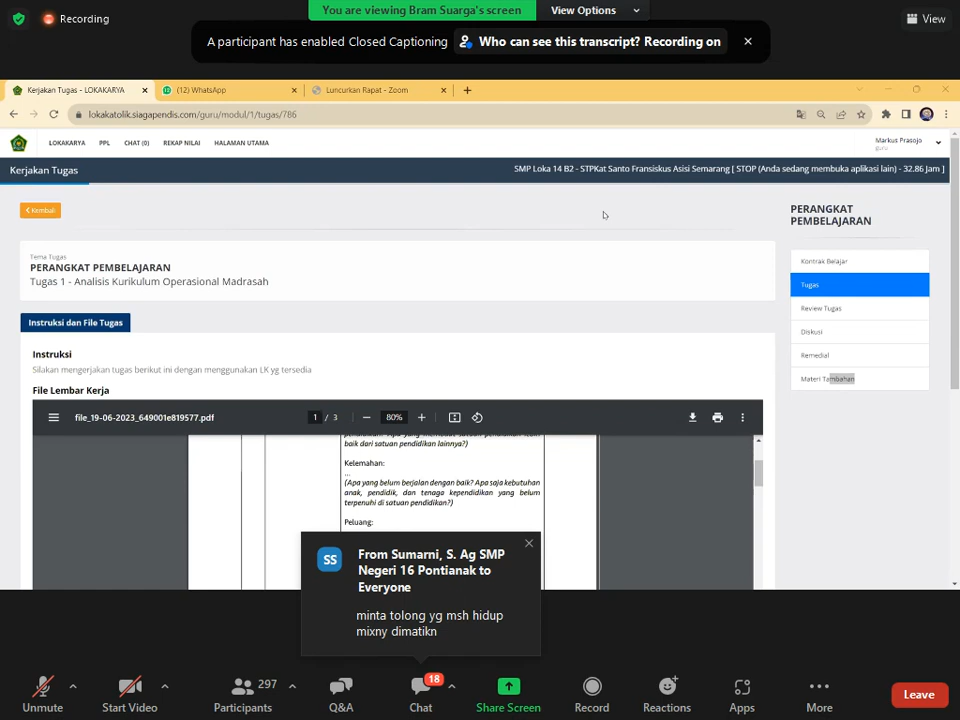 You are viewing Bram Suarga's screen
View Options
Recording
View
A participant has enabled Closed Captioning
Who can see this transcript? Recording on
Kerjakan Tugas - LOKAKARYA
(12) WhatsApp
Luncurkan Rapat - Zoom
lokakatolik.siagapendis.com/guru/modul/1/tugas/786
LOKAKARYA PPL CHAT (0) REKAP NILAI HALAMAN UTAMA
Markus Prasojo
guru
Kerjakan Tugas
SMP Loka 14 B2 - STPKat Santo Fransiskus Asisi Semarang [ STOP (Anda sedang membuka aplikasi lain) - 32.86 Jam ]
Kembali
PERANGKAT
PEMBELAJARAN
Tema Tugas
PERANGKAT PEMBELAJARAN
Tugas 1 - Analisis Kurikulum Operasional Madrasah
Kontrak Belajar
Tugas
Review Tugas
Diskusi
Remedial
Materi Tambahan
Instruksi dan File Tugas
Instruksi
Silakan mengerjakan tugas berikut ini dengan menggunakan LK yg tersedia
File Lembar Kerja
file_19-06-2023_649001e819577.pdf
1 / 3
80%
baik dari satuan pendidikan lainnya?)
Kelemahan:
...
(Apa yang belum berjalan dengan baik? Apa saja kebutuhan
anak, pendidik, dan tenaga kependidikan yang belum
terpenuhi di satuan pendidikan?)
Peluang:
SS
From Sumarni, S. Ag SMP
Negeri 16 Pontianak to
Everyone
minta tolong yg msh hidup
mixny dimatikn
Unmute
Start Video
297
Participants
Q&A
18
Chat
Share Screen
Record
Reactions
Apps
More
Leave